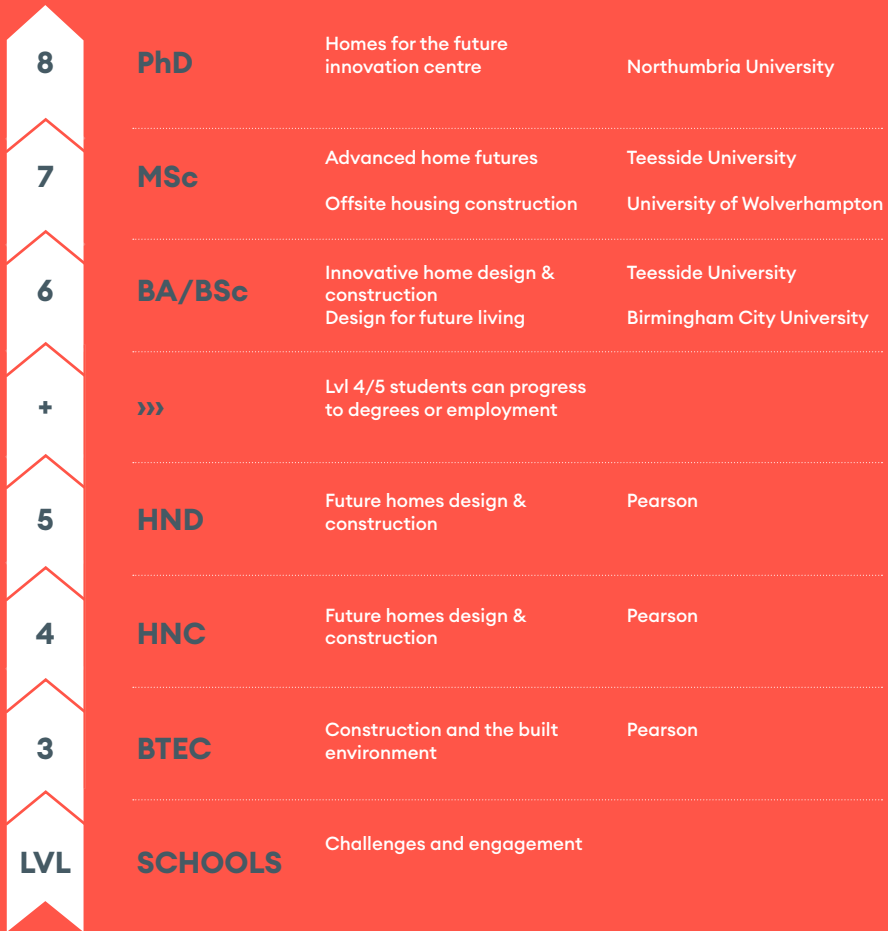 8
PhD
Homes for the future
innovation centre
Northumbria University
7
MSc
Advanced home futures
Teesside University
Offsite housing construction
University of Wolverhampton
6
BA/BSc
Innovative home design &
construction
Teesside University
Design for future living
Birmingham City University
+
›››
Lvl 4/5 students can progress
to degrees or employment
5
HND
Future homes design &
construction
Pearson
4
HNC
Future homes design &
construction
Pearson
3
BTEC
Construction and the built
environment
Pearson
LVL
SCHOOLS
Challenges and engagement